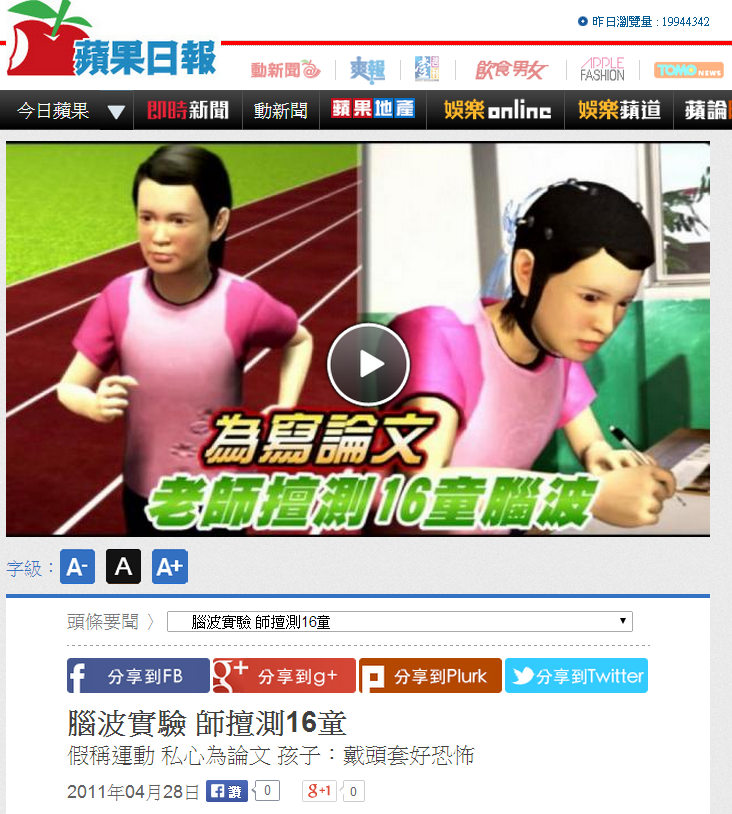 昨日瀏覽量 : 19944342
蘋果日報
動新聞 爽報 壹週刊 飲食男女 APPLE FASHION TOMO NEWS
今日蘋果 即時新聞 動新聞 蘋果地產 娛樂online 娛樂蘋道 蘋論
為寫論文
老師擅測16童腦波
字級： A- A A+
頭條要聞 〉 腦波實驗 師擅測16童
分享到FB 分享到g+ 分享到Plurk 分享到Twitter
腦波實驗 師擅測16童
假稱運動 私心為論文 孩子：戴頭套好恐怖
2011年04月28日 讚 0 g+1 0